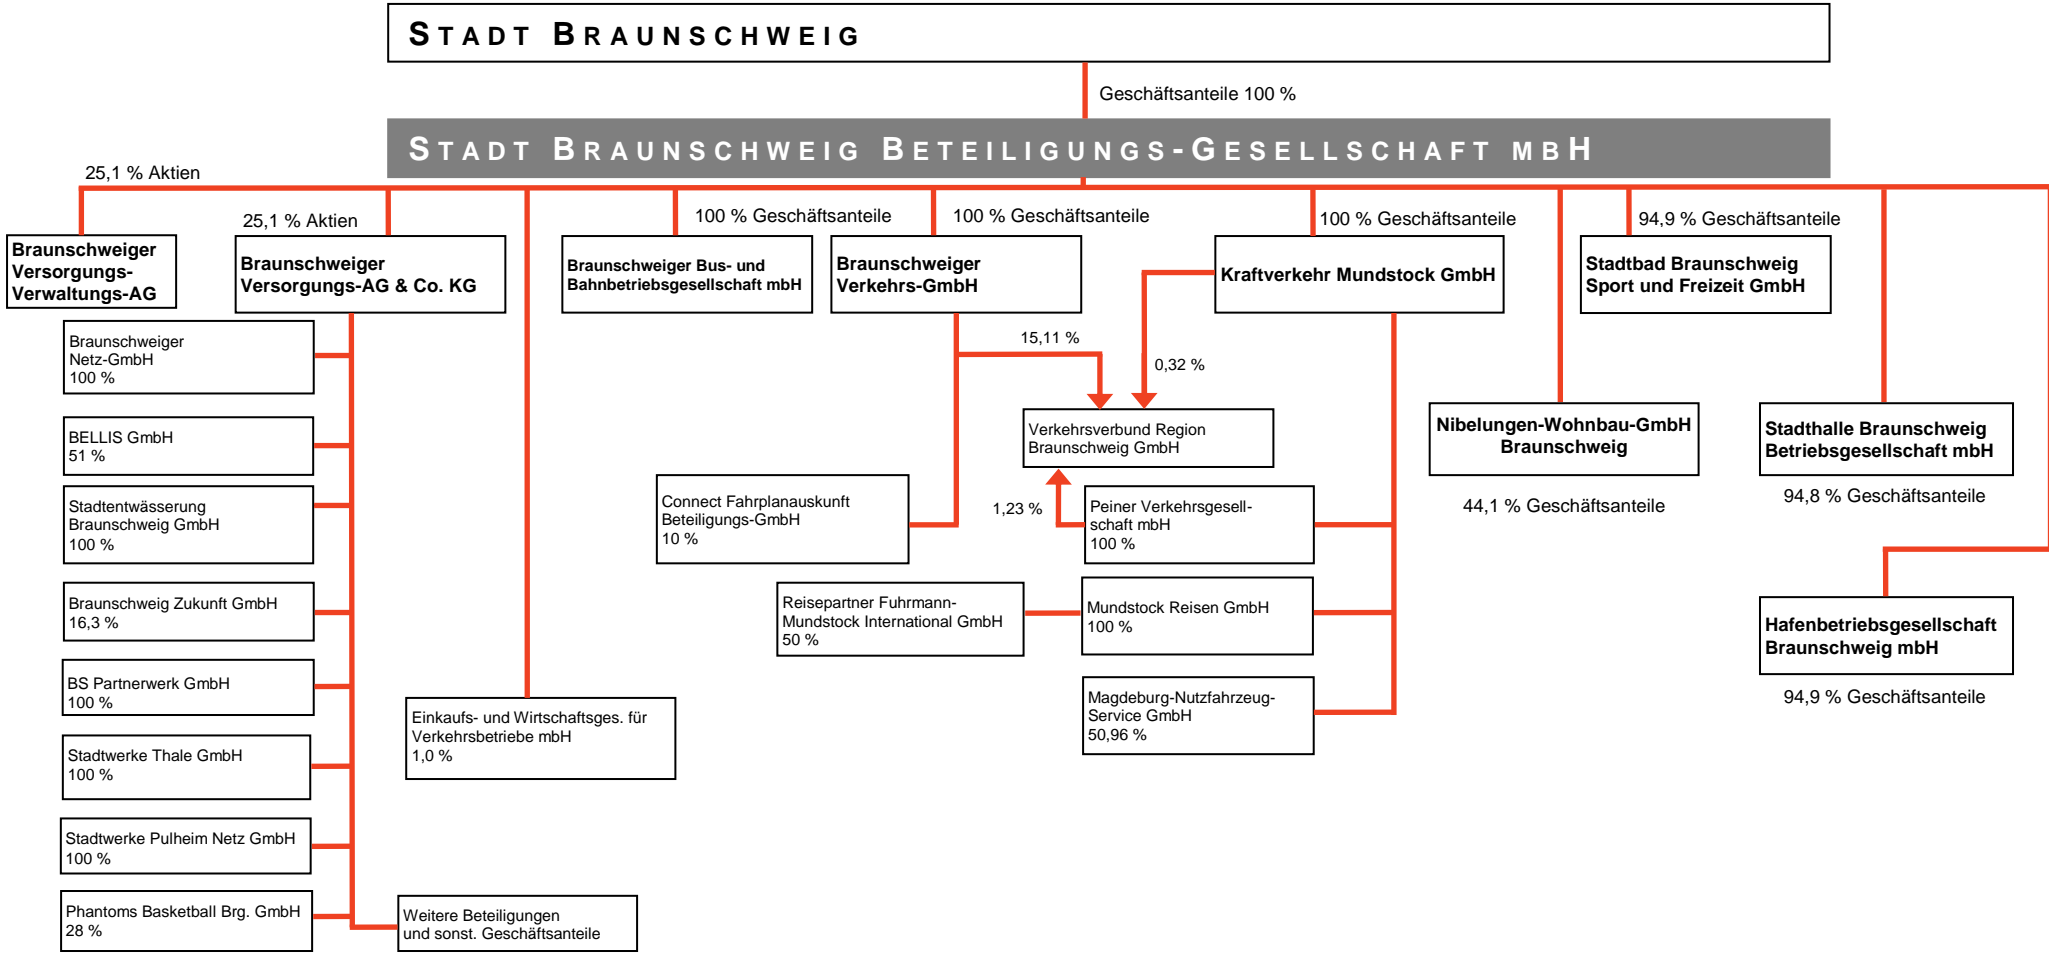 STADT BRAUNSCHWEIG
Geschäftsanteile 100 %
STADT BRAUNSCHWEIG BETEILIGUNGS-GESELLSCHAFT MBH
25,1 % Aktien
Braunschweiger
Versorgungs-
Verwaltungs-AG
25,1 % Aktien
Braunschweiger
Versorgungs-AG & Co. KG
100 % Geschäftsanteile
Braunschweiger Bus- und
Bahnbetriebsgesellschaft mbH
100 % Geschäftsanteile
Braunschweiger
Verkehrs-GmbH
100 % Geschäftsanteile
Kraftverkehr Mundstock GmbH
94,9 % Geschäftsanteile
Stadtbad Braunschweig
Sport und Freizeit GmbH
Braunschweiger
Netz-GmbH
100 %
BELLIS GmbH
51 %
Stadtentwässerung
Braunschweig GmbH
100 %
Braunschweig Zukunft GmbH
16,3 %
BS Partnerwerk GmbH
100 %
Stadtwerke Thale GmbH
100 %
Stadtwerke Pulheim Netz GmbH
100 %
Phantoms Basketball Brg. GmbH
28 %
Weitere Beteiligungen
und sonst. Geschäftsanteile
Einkaufs- und Wirtschaftsges. für
Verkehrsbetriebe mbH
1,0 %
15,11 %
0,32 %
Verkehrsverbund Region
Braunschweig GmbH
Connect Fahrplanauskunft
Beteiligungs-GmbH
10 %
1,23 %
Peiner Verkehrsgesell-
schaft mbH
100 %
Reisepartner Fuhrmann-
Mundstock International GmbH
50 %
Mundstock Reisen GmbH
100 %
Magdeburg-Nutzfahrzeug-
Service GmbH
50,96 %
Nibelungen-Wohnbau-GmbH
Braunschweig
44,1 % Geschäftsanteile
Stadthalle Braunschweig
Betriebsgesellschaft mbH
94,8 % Geschäftsanteile
Hafenbetriebsgesellschaft
Braunschweig mbH
94,9 % Geschäftsanteile